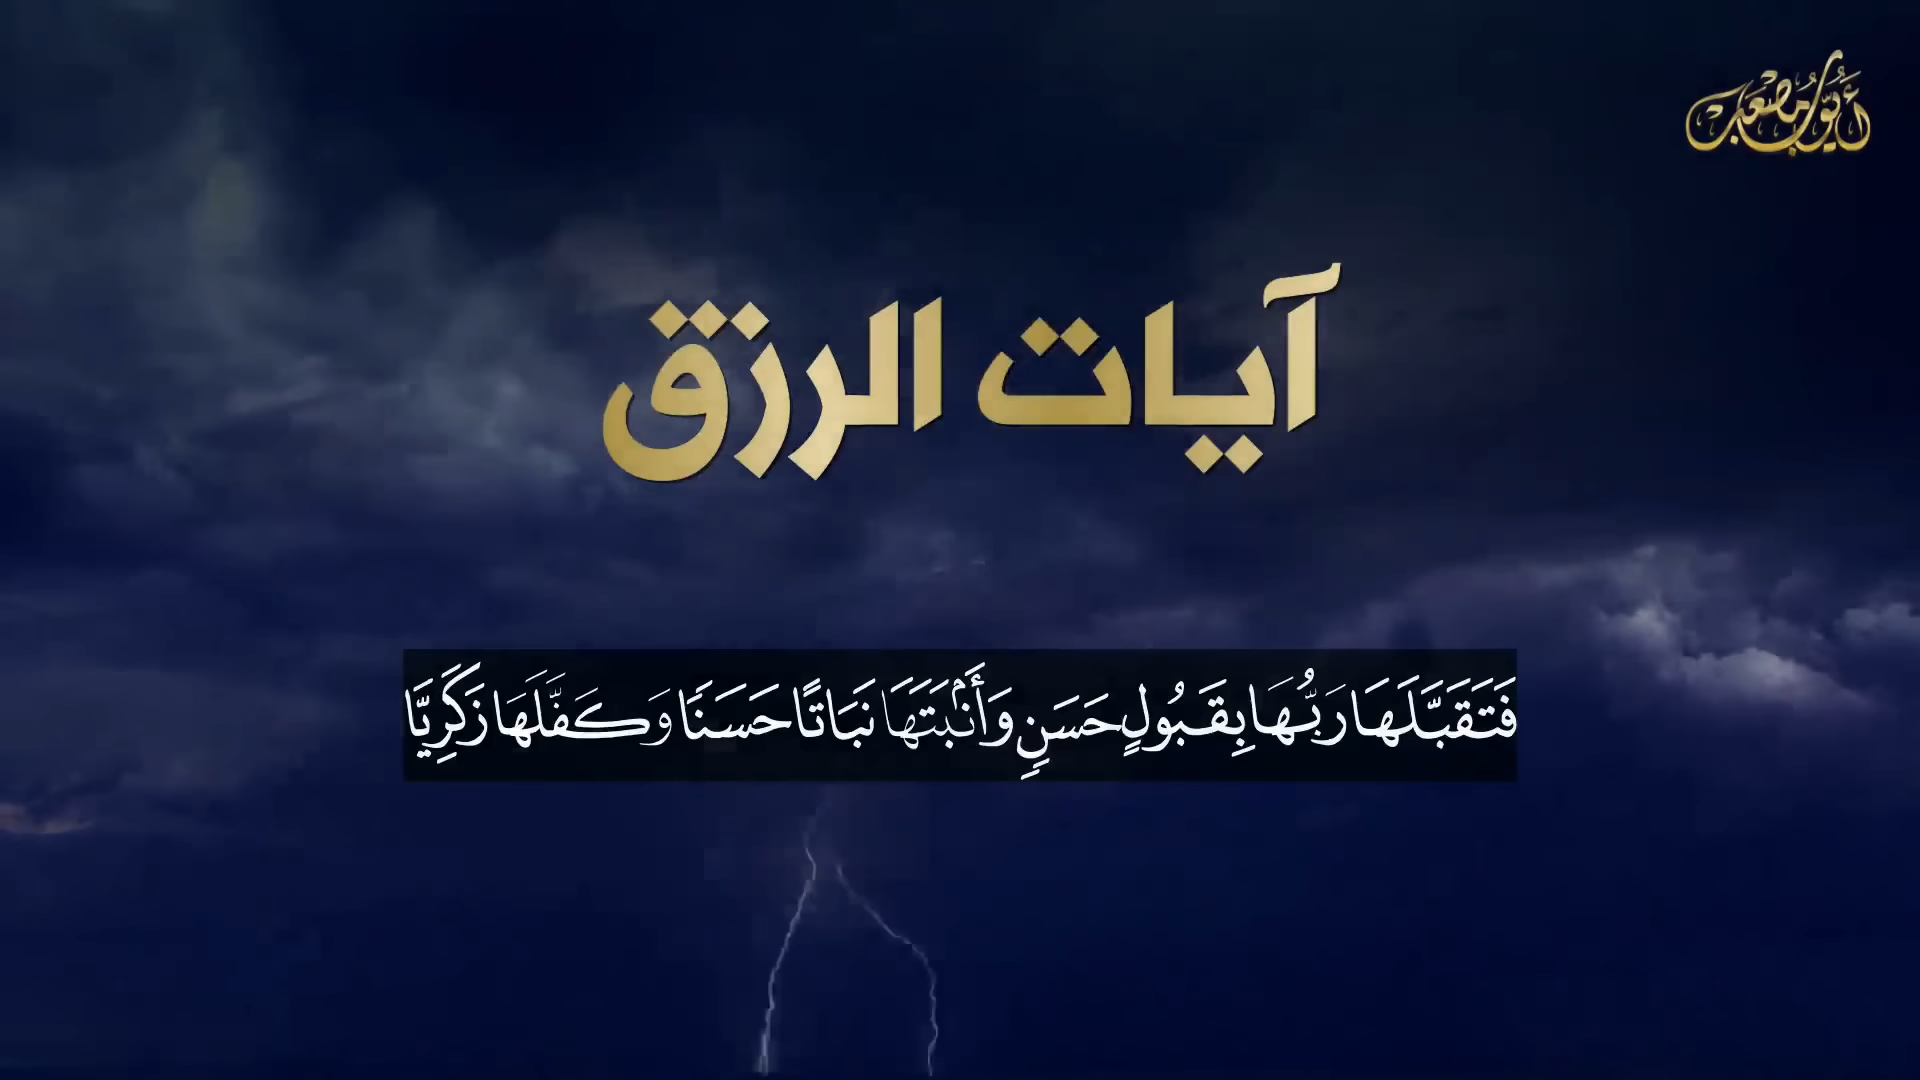 أيوب مصعب
آيات الرزق
فَتَقَبَّلَهَا رَبُّهَا بِقَبُولٍ حَسَنٍ وَأَنۢبَتَهَا نَبَاتًا حَسَنًا وَكَفَّلَهَا زَكَرِيَّا